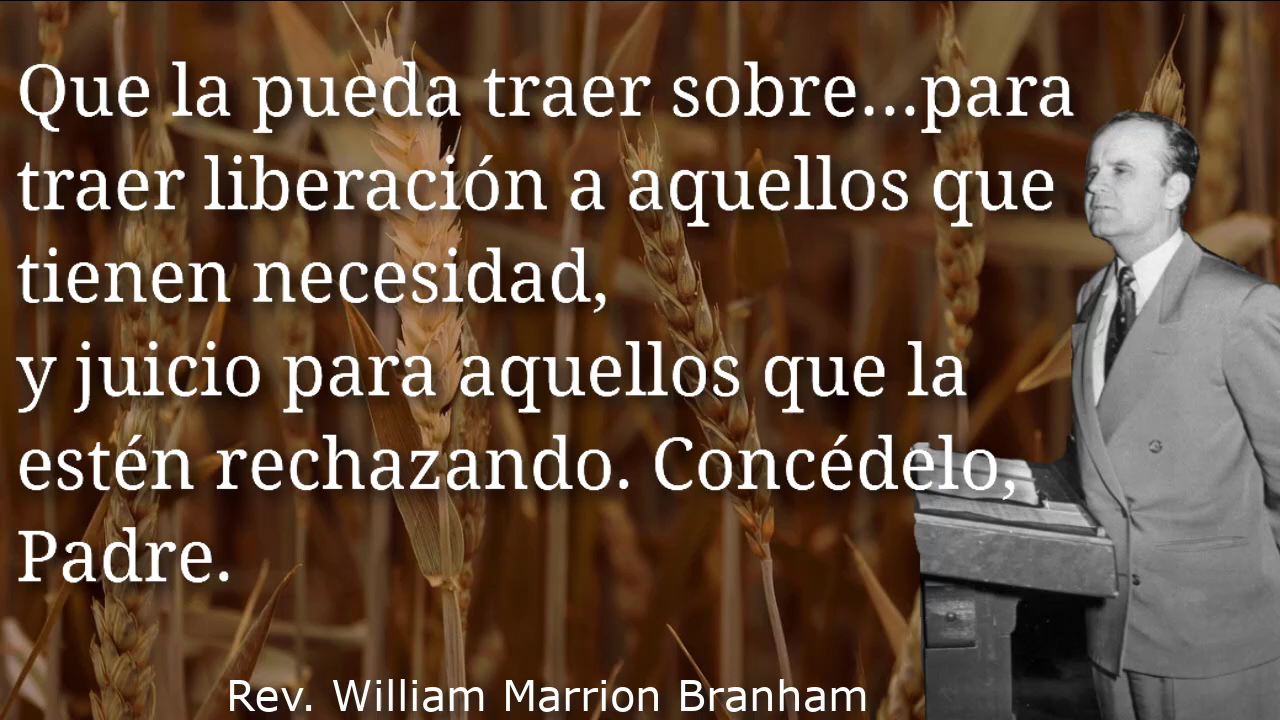 Que la pueda traer sobre...para
traer liberación a aquellos que
tienen necesidad,
y juicio para aquellos que la
estén rechazando. Concédelo,
Padre.
Rev. William Marrion Branham